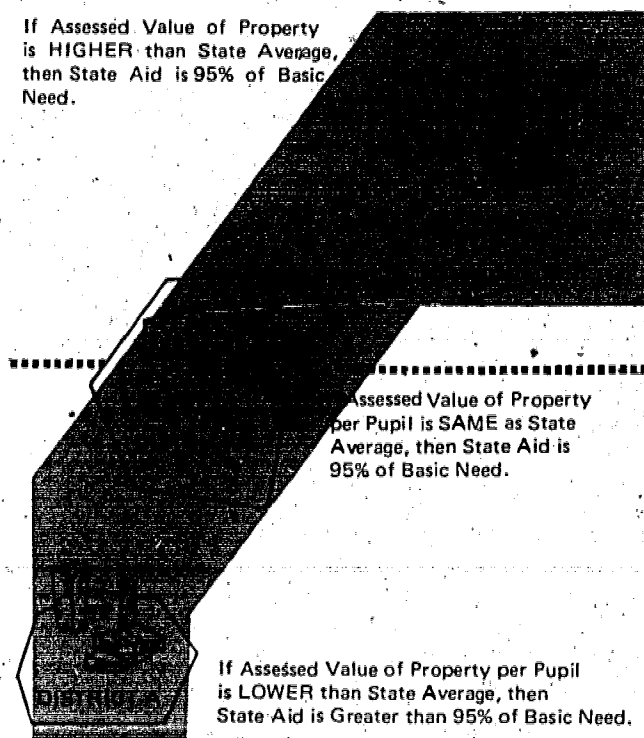 If Assessed Value of Property
is HIGHER than State Average,
then State Aid is 95% of Basic
Need.
Assessed Value of Property
per Pupil is SAME as State
Average, then State Aid is
95% of Basic Need.
DISTRICT
If Assessed Value of Property per Pupil
is LOWER than State Average, then
State Aid is Greater than 95% of Basic Need.